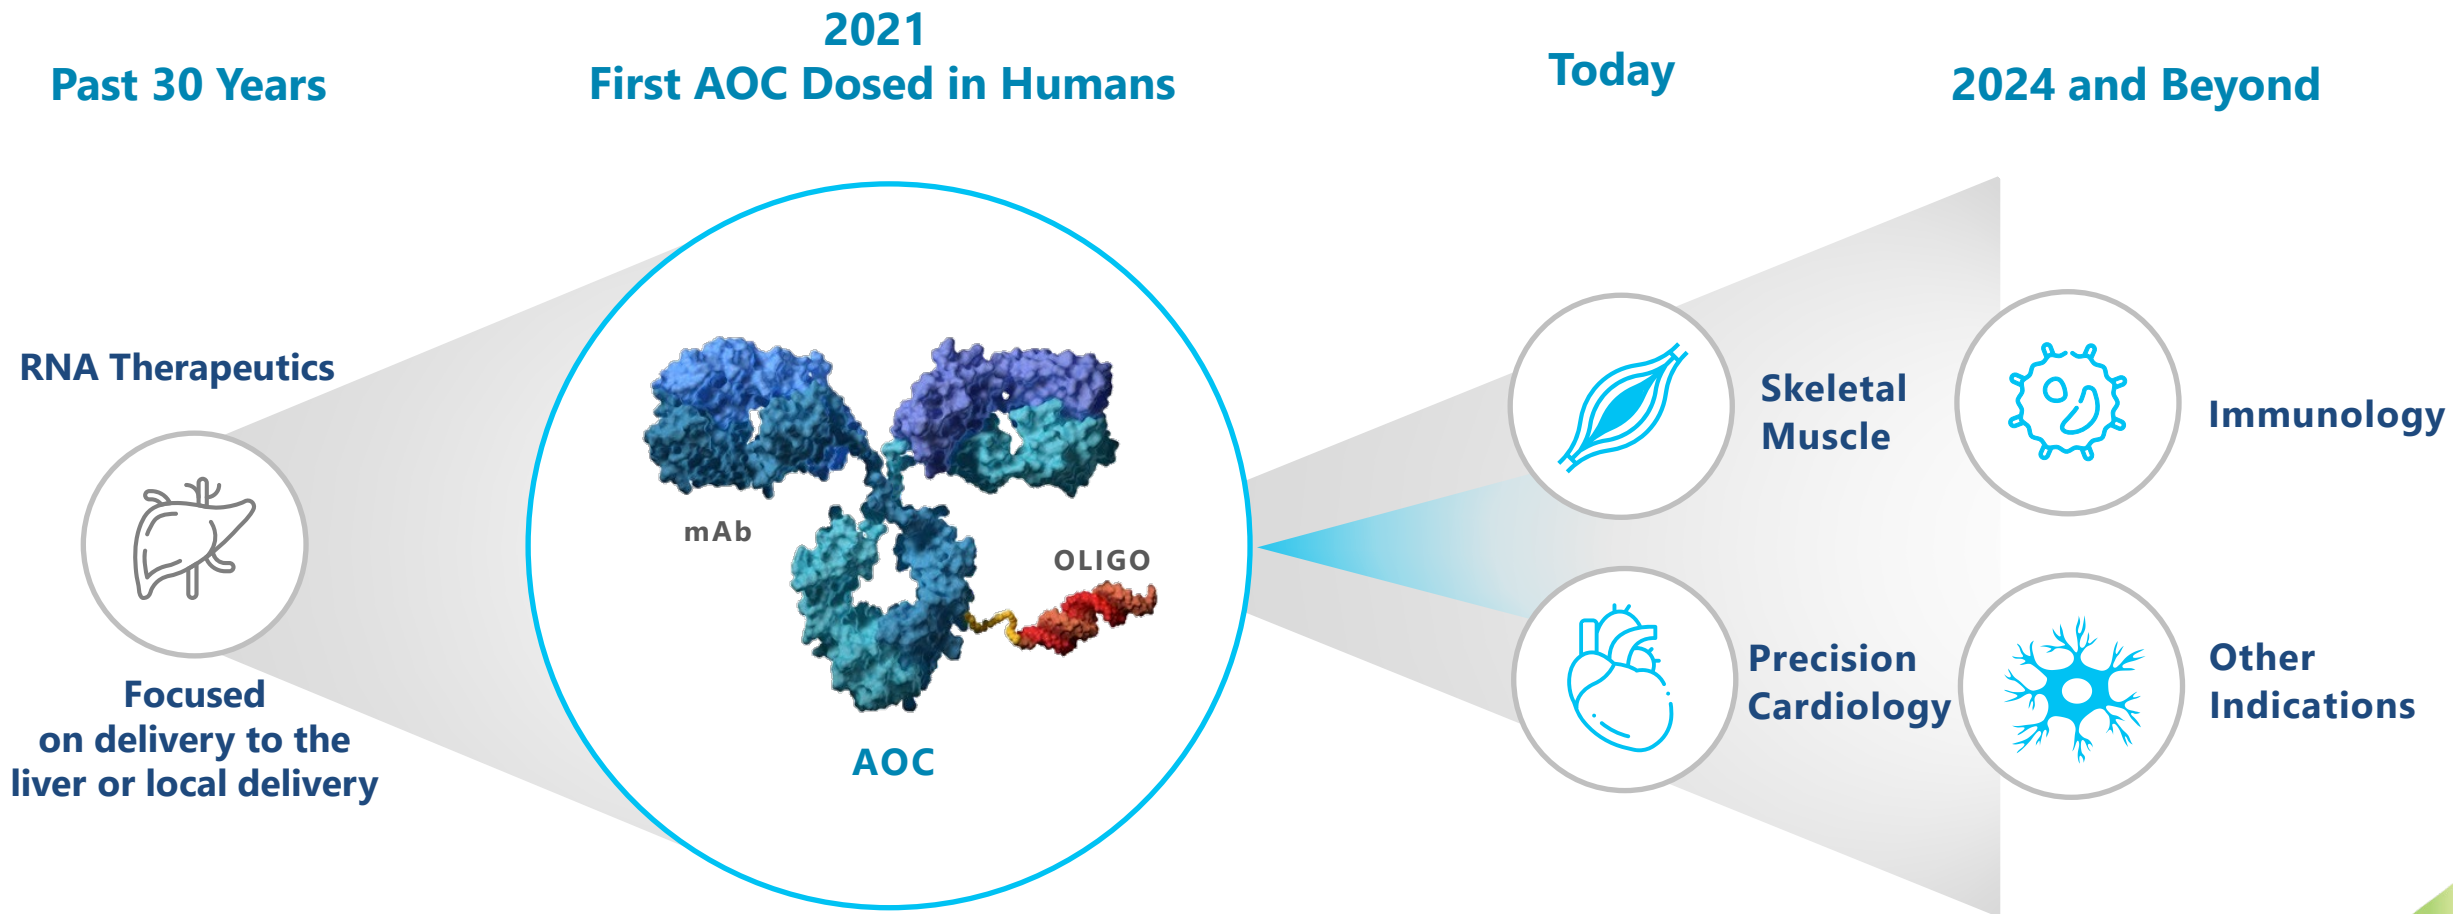 Past 30 Years
2021
First AOC Dosed in Humans
Today
2024 and Beyond
RNA Therapeutics
Focused
on delivery to the
liver or local delivery
mAb
OLIGO
AOC
Skeletal
Muscle
Precision
Cardiology
Immunology
Other
Indications